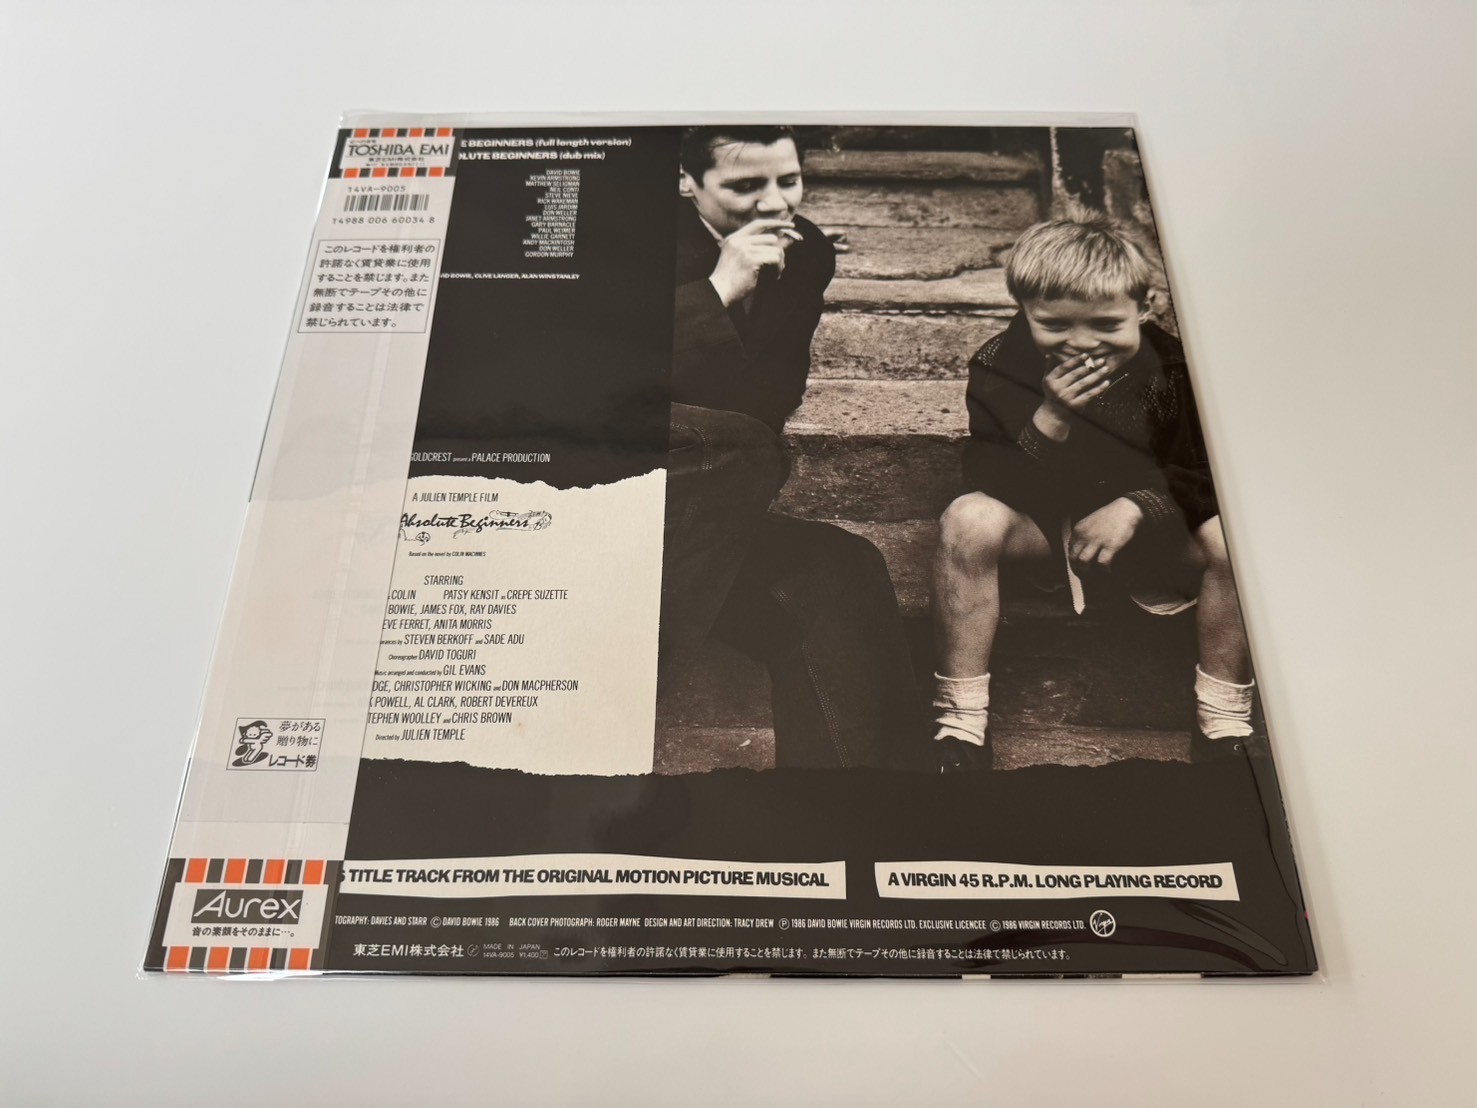 TOSHIBA EMI
東芝EMI株式会社
14VA-9005
T4988 006 60034 8
このレコードを権利者の
許諾なく賃貸業に使用
することを禁じます。また
無断でテープその他に
録音することは法律で
禁じられています。
夢がある
贈り物に
レコード券
Aurex
音の素顔をそのままに…。
E BEGINNERS (full length version)
OLUTE BEGINNERS (dub mix)
DAVID BOWIE
KEVIN ARMSTRONG
MATTHEW SELIGMAN
NEIL CONTI
STEVE NIEVE
RICK WAKEMAN
LUIS JARDIM
DON WELLER
JANET ARMSTRONG
GARY BARNACLE
PAUL WEIMER
WILLIE GARNETT
ANDY MACKINTOSH
DON WELLER
GORDON MURPHY
VID BOWIE, CLIVE LANGER, ALAN WINSTANLEY
GOLDCREST present a PALACE PRODUCTION
A JULIEN TEMPLE FILM
Absolute Beginners
Based on the novel by COLIN MACINNES
STARRING
COLIN PATSY KENSIT as CREPE SUZETTE
BOWIE, JAMES FOX, RAY DAVIES
EVE FERRET, ANITA MORRIS
by STEVEN BERKOFF and SADE ADU
Choreographer DAVID TOGURI
Music arranged and conducted by GIL EVANS
DGE, CHRISTOPHER WICKING and DON MACPHERSON
K POWELL, AL CLARK, ROBERT DEVEREUX
TEPHEN WOOLLEY and CHRIS BROWN
Directed by JULIEN TEMPLE
G TITLE TRACK FROM THE ORIGINAL MOTION PICTURE MUSICAL
A VIRGIN 45 R.P.M. LONG PLAYING RECORD
TOGRAPHY: DAVIES AND STARR Ⓒ DAVID BOWIE 1986 BACK COVER PHOTOGRAPH: ROGER MAYNE DESIGN AND ART DIRECTION: TRACY DREW Ⓟ 1986 DAVID BOWIE VIRGIN RECORDS LTD. EXCLUSIVE LICENCEE Ⓒ 1986 VIRGIN RECORDS LTD. Virgin
東芝EMI株式会社 MADE IN JAPAN
14VA-9005 ¥1,400
このレコードを権利者の許諾なく賃貸業に使用することを禁じます。また無断でテープその他に録音することは法律で禁じられています。